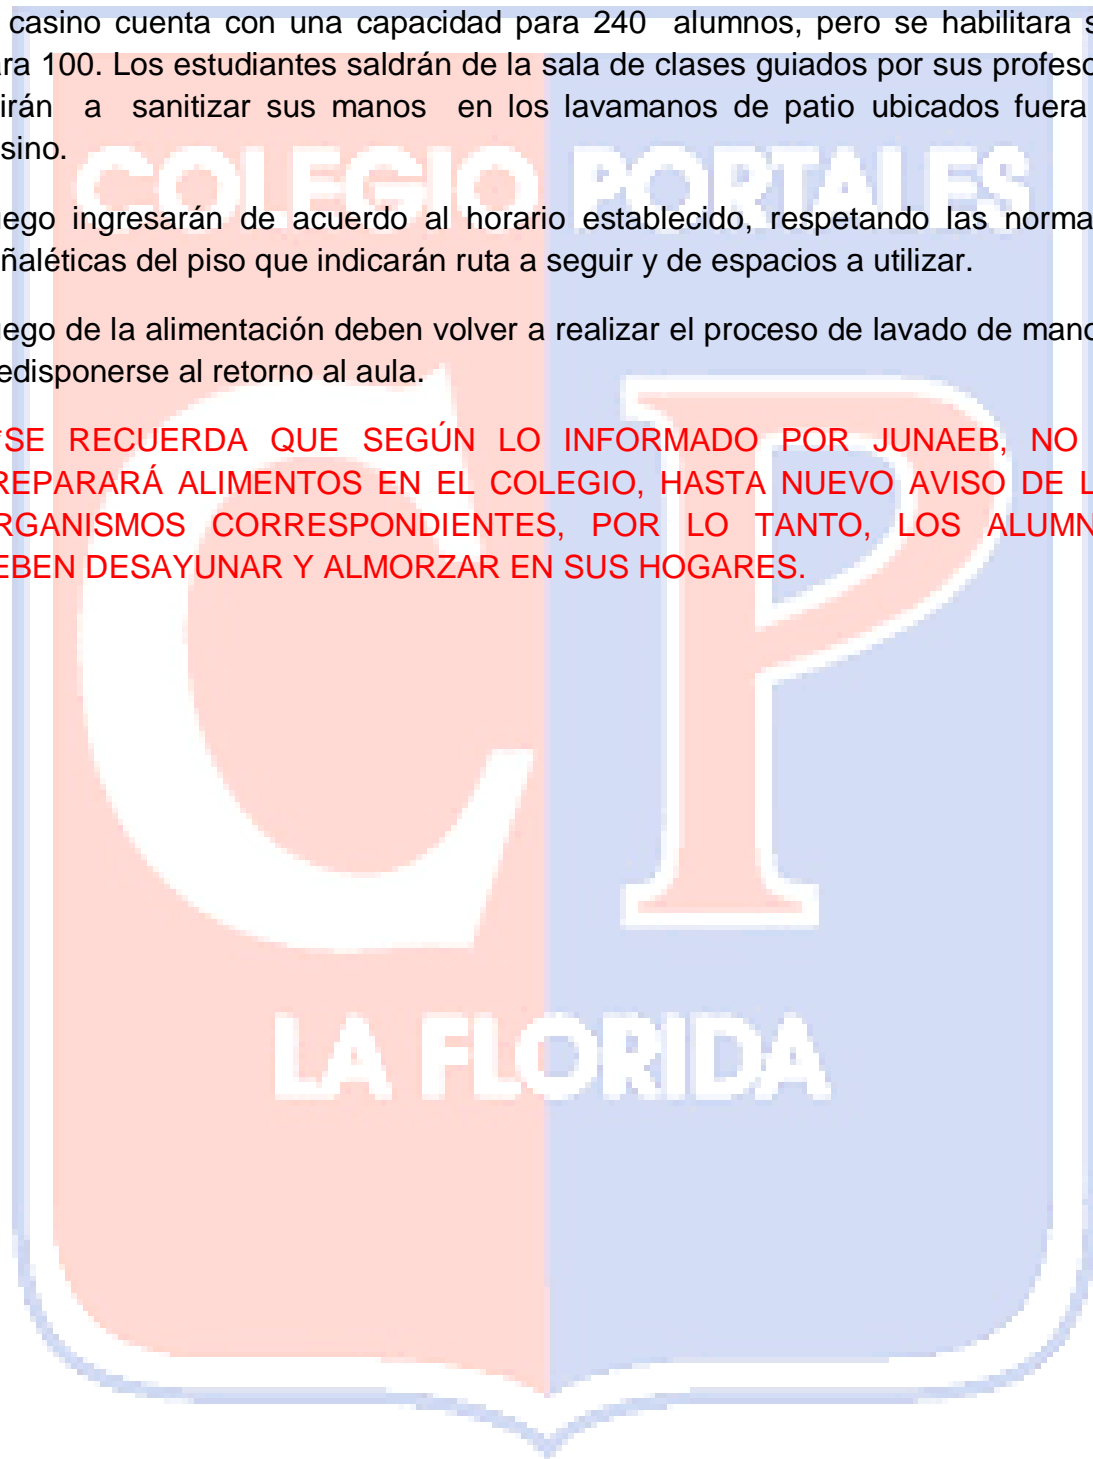 casino cuenta con una capacidad para 240 alumnos, pero se habilitara s
ara 100. Los estudiantes saldrán de la sala de clases guiados por sus profeso
irán a sanitizar sus manos en los lavamanos de patio ubicados fuera
sino.
COLEGIO PORTALES
ego ingresarán de acuerdo al horario establecido, respetando las norma
ñaléticas del piso que indicarán ruta a seguir y de espacios a utilizar.
ego de la alimentación deben volver a realizar el proceso de lavado de mano
edisponerse al retorno al aula.
*SE RECUERDA QUE SEGÚN LO INFORMADO POR JUNAEB, NO
REPARARÁ ALIMENTOS EN EL COLEGIO, HASTA NUEVO AVISO DE L
RGANISMOS CORRESPONDIENTES, POR LO TANTO, LOS ALUMN
EBEN DESAYUNAR Y ALMORZAR EN SUS HOGARES.
CP
LA FLORIDA